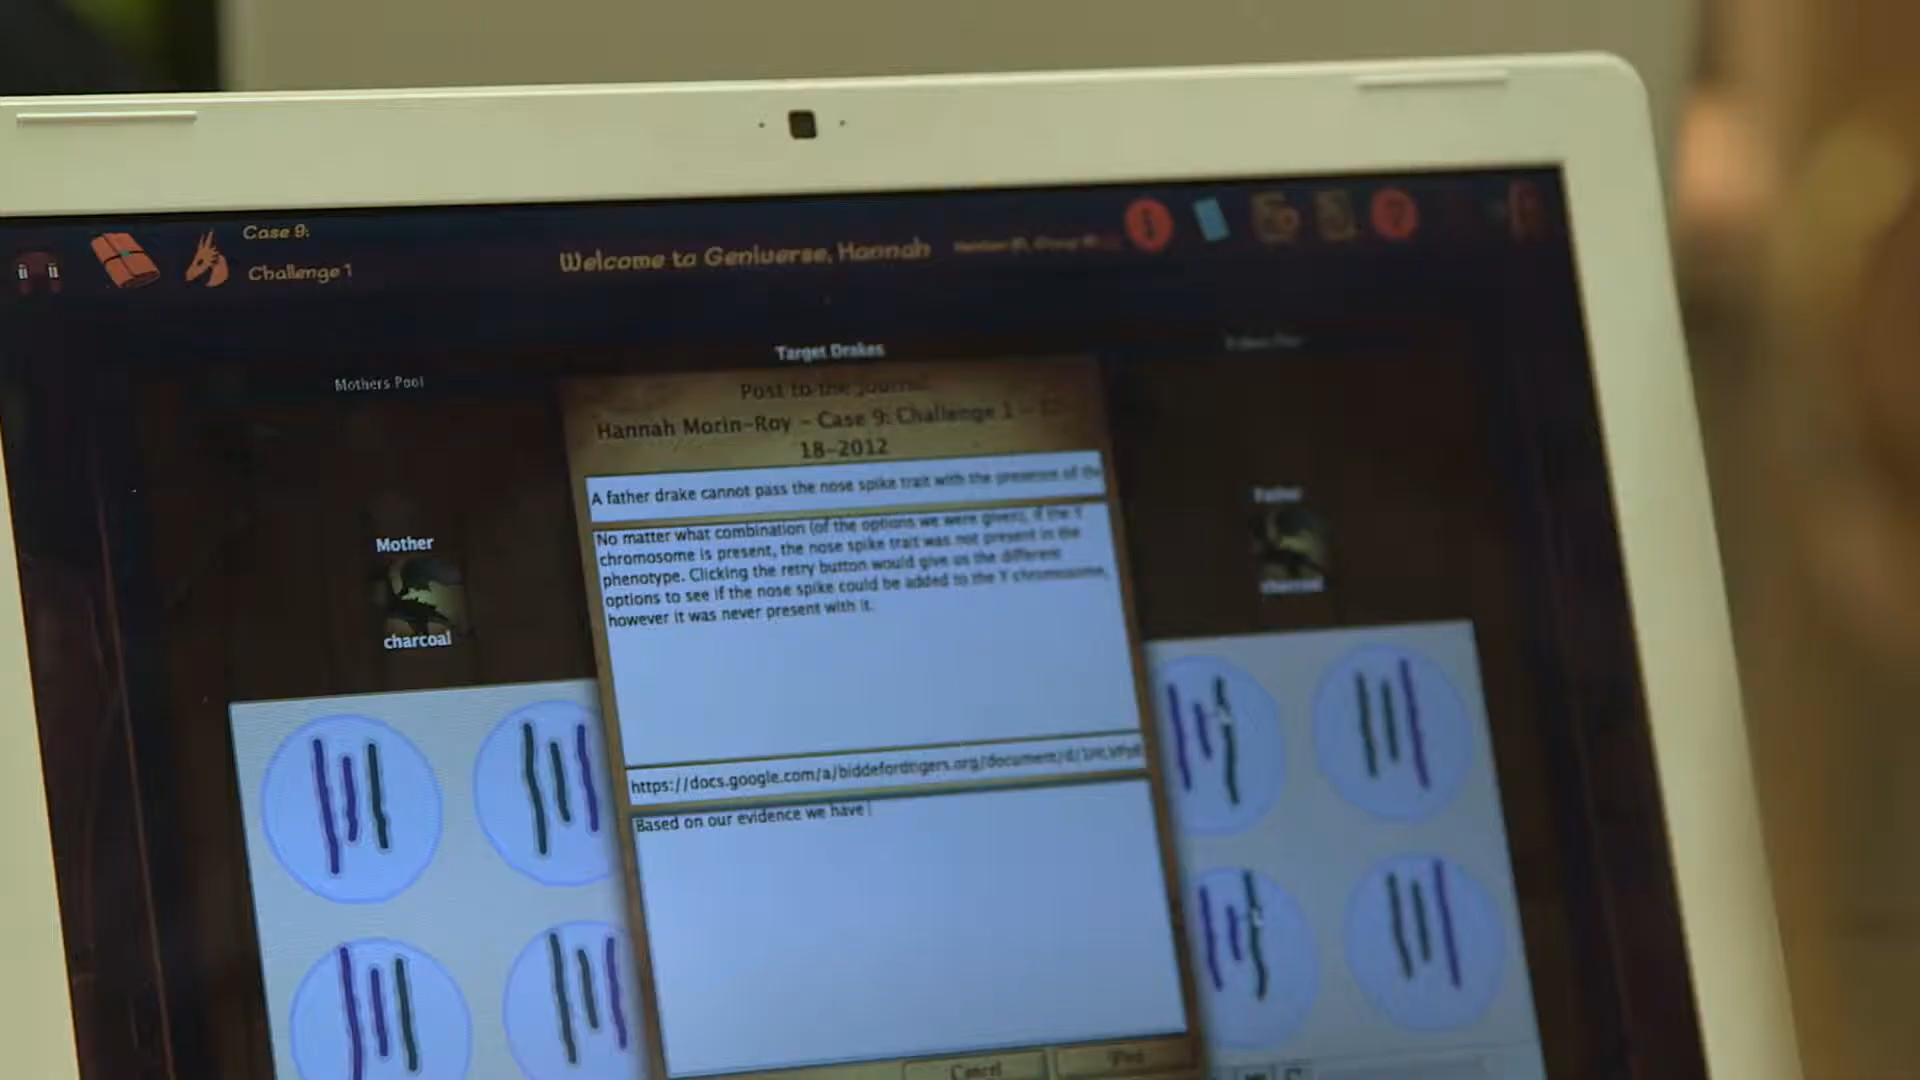 Case 9:
Challenge 1
Welcome to Geniverse, Hannah
Target Drakes
Mothers Pool
Post to the Journal
Hannah Morin-Roy - Case 9: Challenge 1 -
18-2012
A father drake cannot pass the nose spike trait with the presence of the
No matter what combination (of the options we were given), if the Y
chromosome is present, the nose spike trait was not present in the
phenotype. Clicking the retry button would give us the different
options to see if the nose spike could be added to the Y chromosome,
however it was never present with it.
Mother
charcoal
Father
charcoal
https://docs.google.com/a/biddefordtigers.org/document/d/
Based on our evidence we have
Cancel
Post